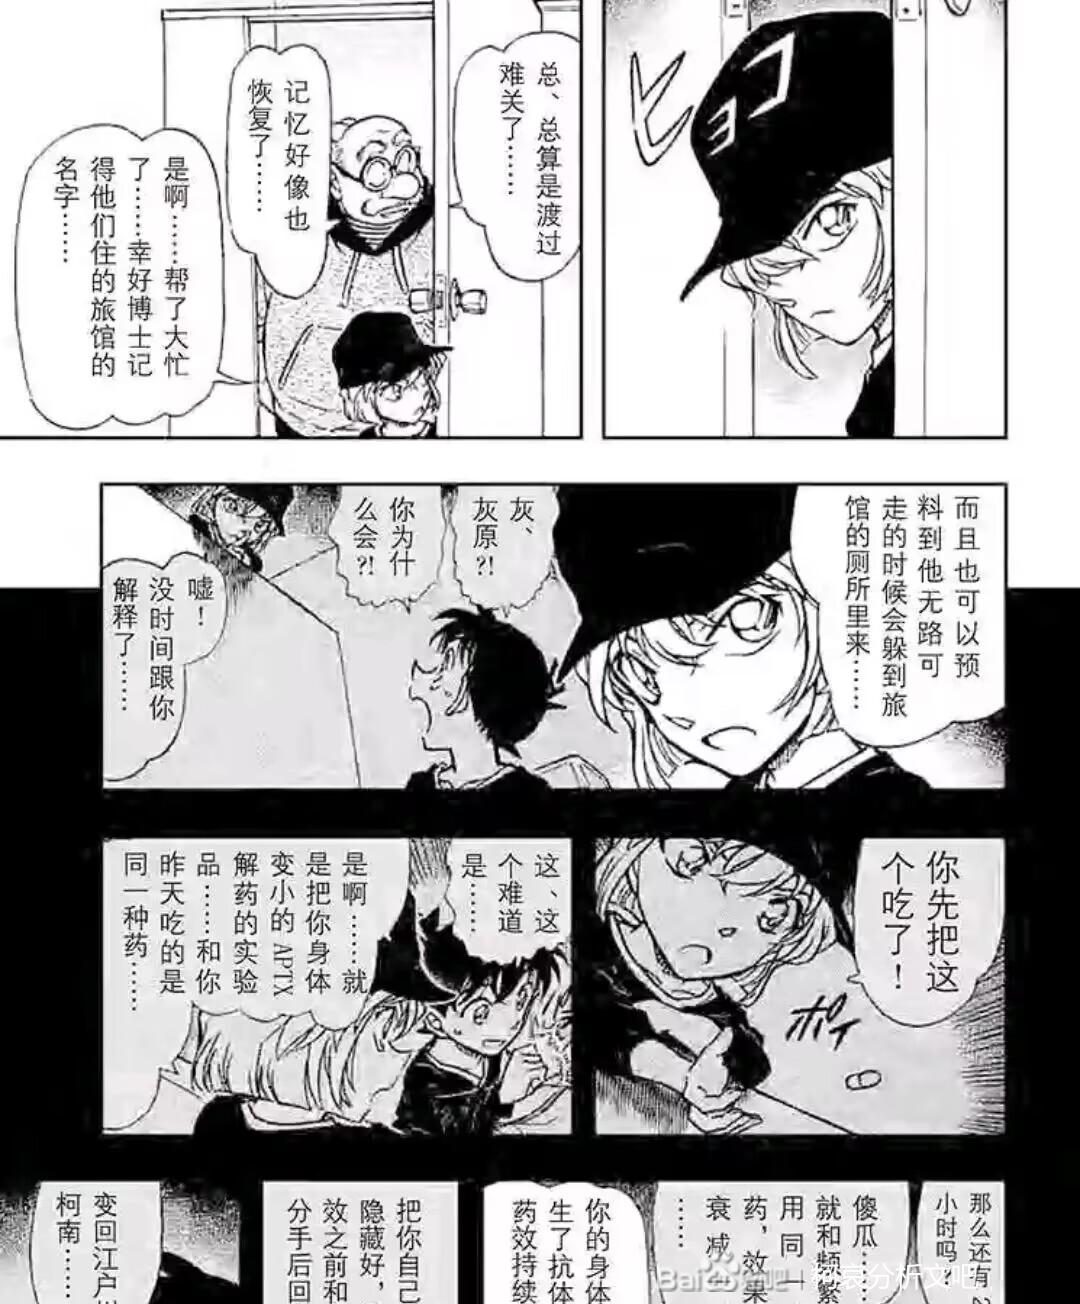 ヒョコ
总、总算是渡过
难关了……
记忆好像也
恢复了……
是啊……帮了大忙
了……幸好博士记
得他们住的旅馆的
名字……
而且也可以预
料到他无路可
走的时候会躲到旅
馆的厕所里来……
灰、
灰原?!
你为什
么会?!
嘘!
没时间跟你
解释了……
你先把这
个吃了!
ポイ
这、这
个难道
是……
是啊……就
是把你身体
变小的 APTX
解药的实验
品……和你
昨天吃的是
同一种药……
那么还有
小时吗
傻瓜……
就和频繁
用同一
药,效果
衰减
……
你的身体
生了抗体
药效持续
把你自己
隐藏好,
效之前和
分手后回
变回江户
柯南……
Bai 贴吧
哀分析文吧